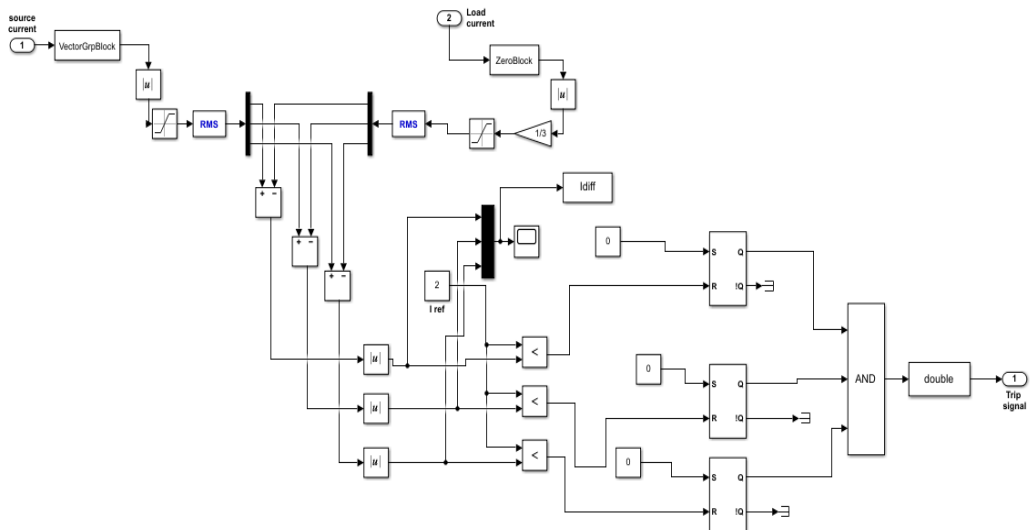 source
current
1
VectorGrpBlock
|u|
RMS
2
Load
current
ZeroBlock
|u|
1/3
RMS
+ −
+ −
+ −
Idiff
2
I ref
|u|
|u|
|u|
<
<
<
0
S Q
R !Q
0
S Q
R !Q
0
S Q
R !Q
AND
double
1
Trip
signal